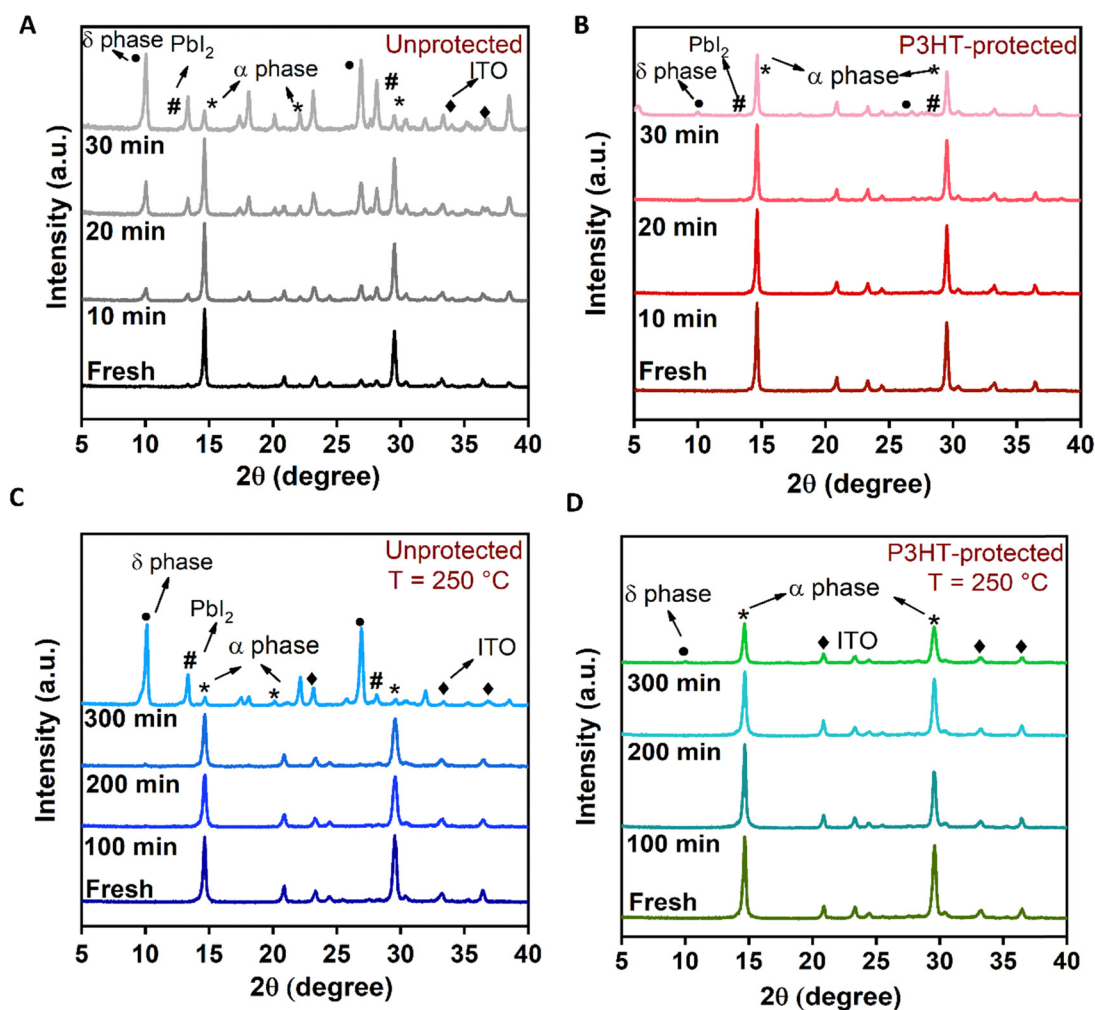 A
Unprotected
δ phase
PbI2
α phase
ITO
#
*
*
#
*
30 min
20 min
10 min
Fresh
Intensity (a.u.)
5 10 15 20 25 30 35 40
2θ (degree)
B
P3HT-protected
PbI2
δ phase
α phase
#
*
*
#
30 min
20 min
10 min
Fresh
Intensity (a.u.)
5 10 15 20 25 30 35 40
2θ (degree)
C
Unprotected
T = 250 °C
δ phase
PbI2
α phase
ITO
#
*
*
#
*
300 min
200 min
100 min
Fresh
Intensity (a.u.)
5 10 15 20 25 30 35 40
2θ (degree)
D
P3HT-protected
T = 250 °C
δ phase
α phase
*
*
ITO
300 min
200 min
100 min
Fresh
Intensity (a.u.)
5 10 15 20 25 30 35 40
2θ (degree)